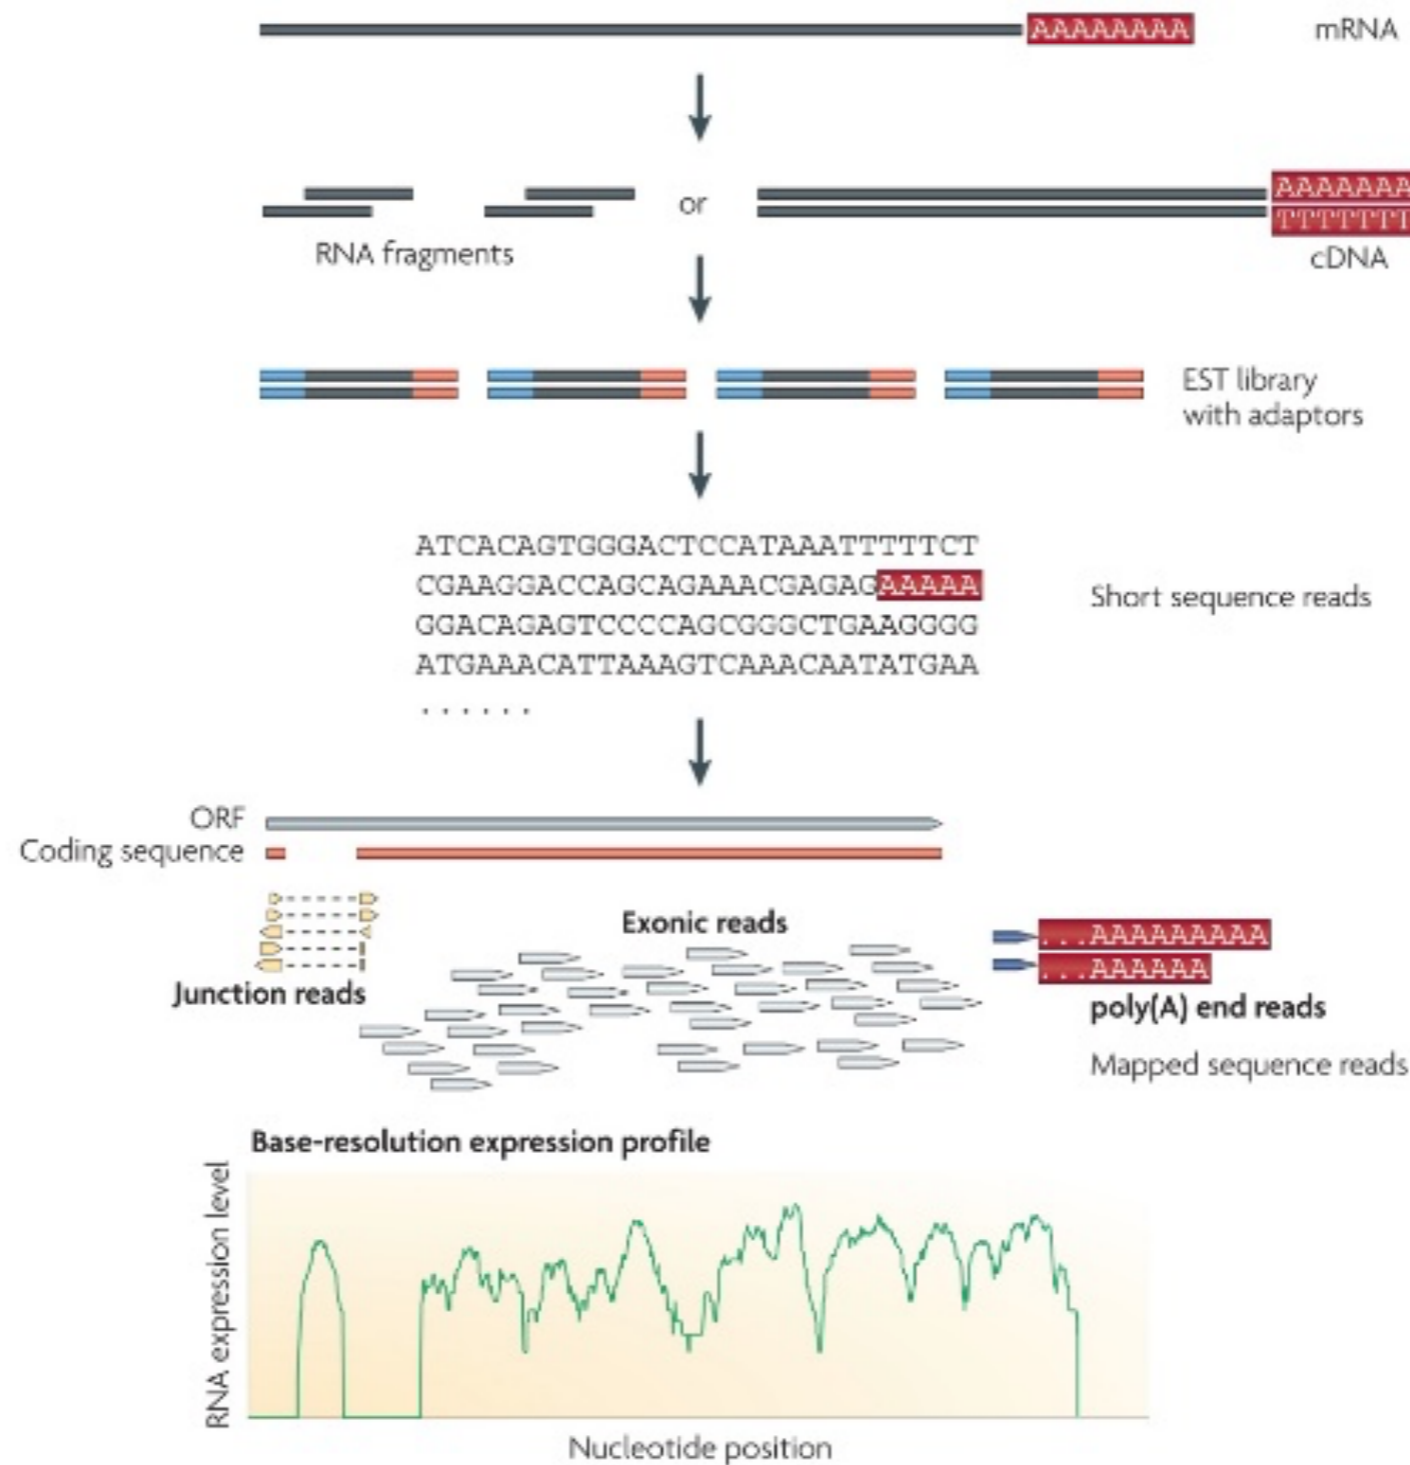 AAAAAAAA mRNA
AAAAAAA
TTTTTTT
or
RNA fragments
cDNA
EST library
with adaptors
ATCACAGTGGGACTCCATAAATTTTTCT
CGAAGGACCAGCAGAAACGAGAGAAAAA
GGACAGAGTCCCCAGCGGGCTGAAGGGG
ATGAAACATTAAAGTCAAACAATATGAA
. . . . . .
Short sequence reads
ORF
Coding sequence
Junction reads
Exonic reads
...AAAAAAAAA
...AAAAAA
poly(A) end reads
Mapped sequence reads
Base-resolution expression profile
RNA expression level
Nucleotide position